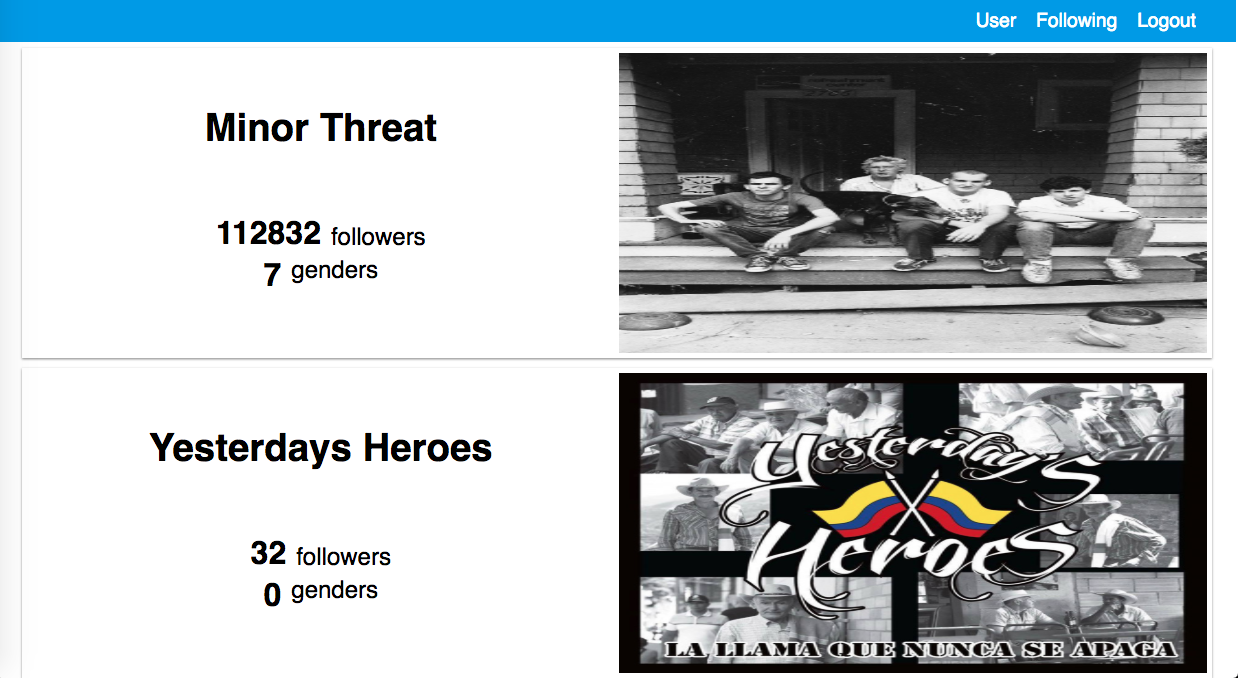 User Following Logout
Minor Threat
112832 followers
7 genders
Yesterdays Heroes
32 followers
0 genders
Yesterday's
Heroes
LA LLAMA QUE NUNCA SE APAGA